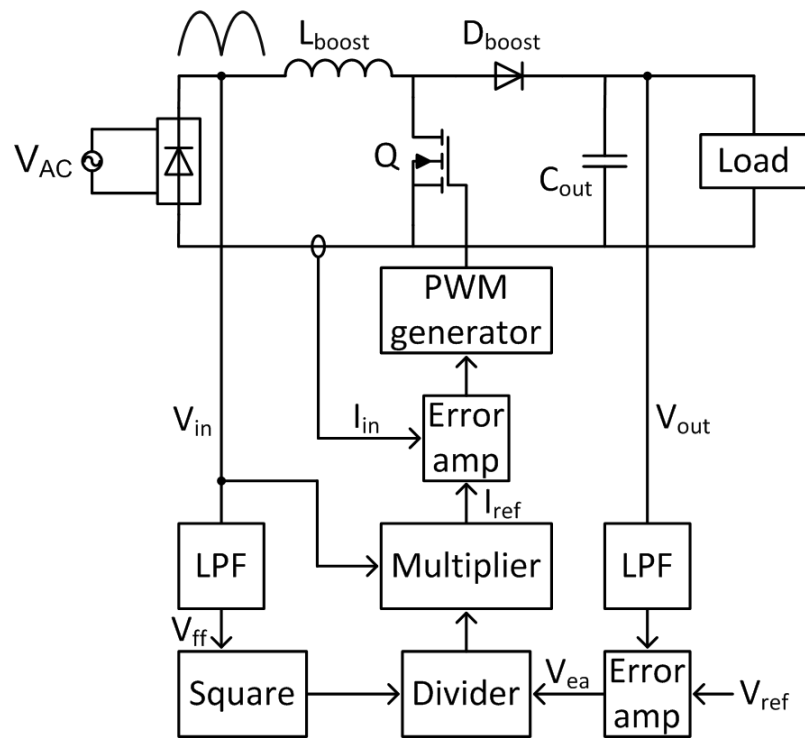 L_boost
D_boost
V_AC
Q
C_out
Load
PWM
generator
V_in
I_in
Error
amp
V_out
I_ref
LPF
Multiplier
LPF
V_ff
Square
Divider
V_ea
Error
amp
V_ref